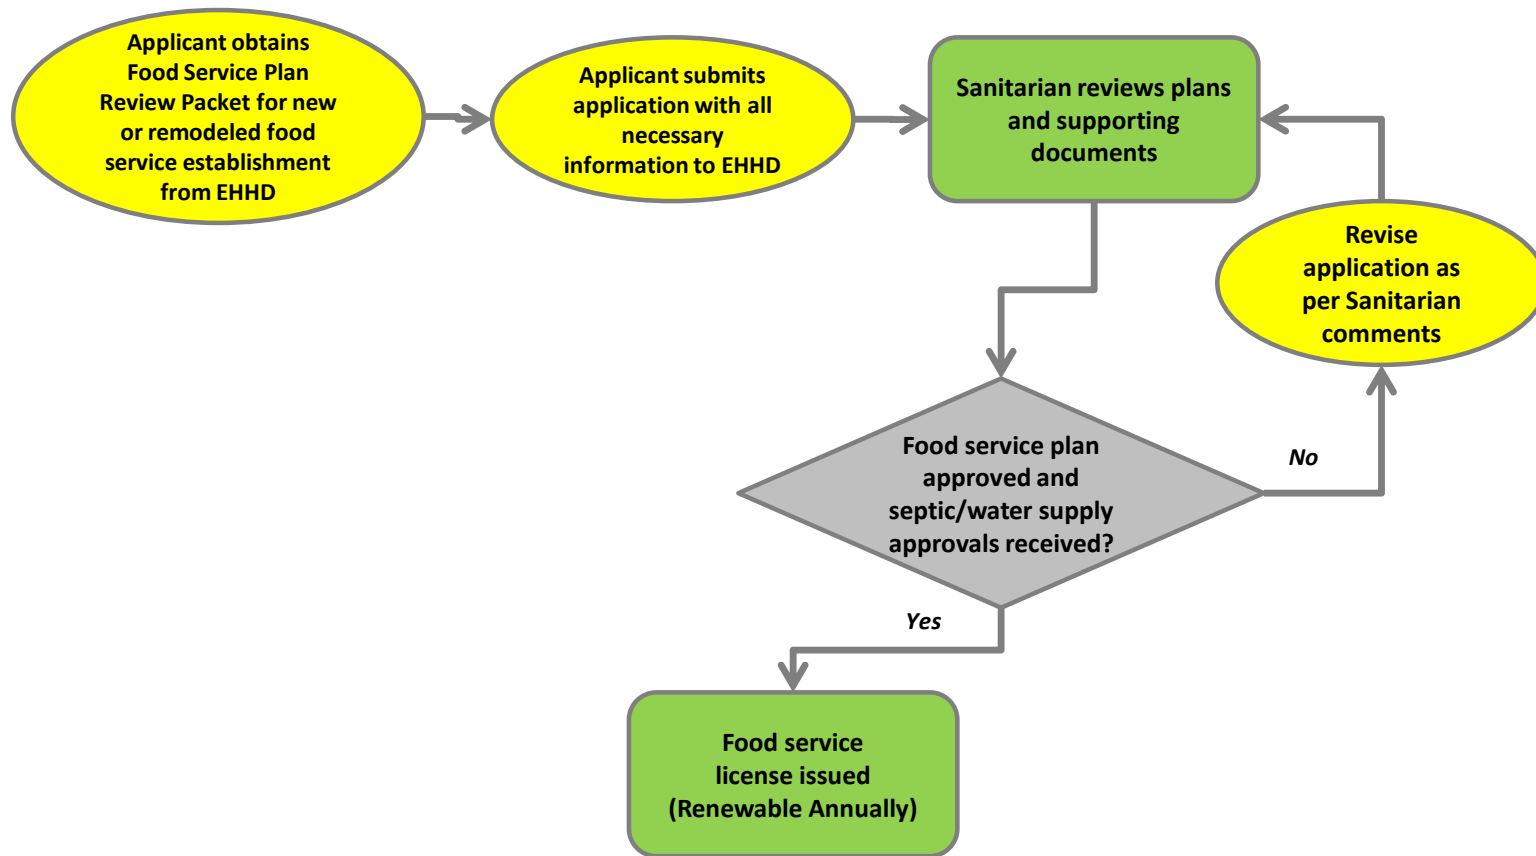 Applicant obtains
Food Service Plan
Review Packet for new
or remodeled food
service establishment
from EHHD
Applicant submits
application with all
necessary
information to EHHD
Sanitarian reviews plans
and supporting
documents
Revise
application as
per Sanitarian
comments
Food service plan
approved and
septic/water supply
approvals received?
No
Yes
Food service
license issued
(Renewable Annually)